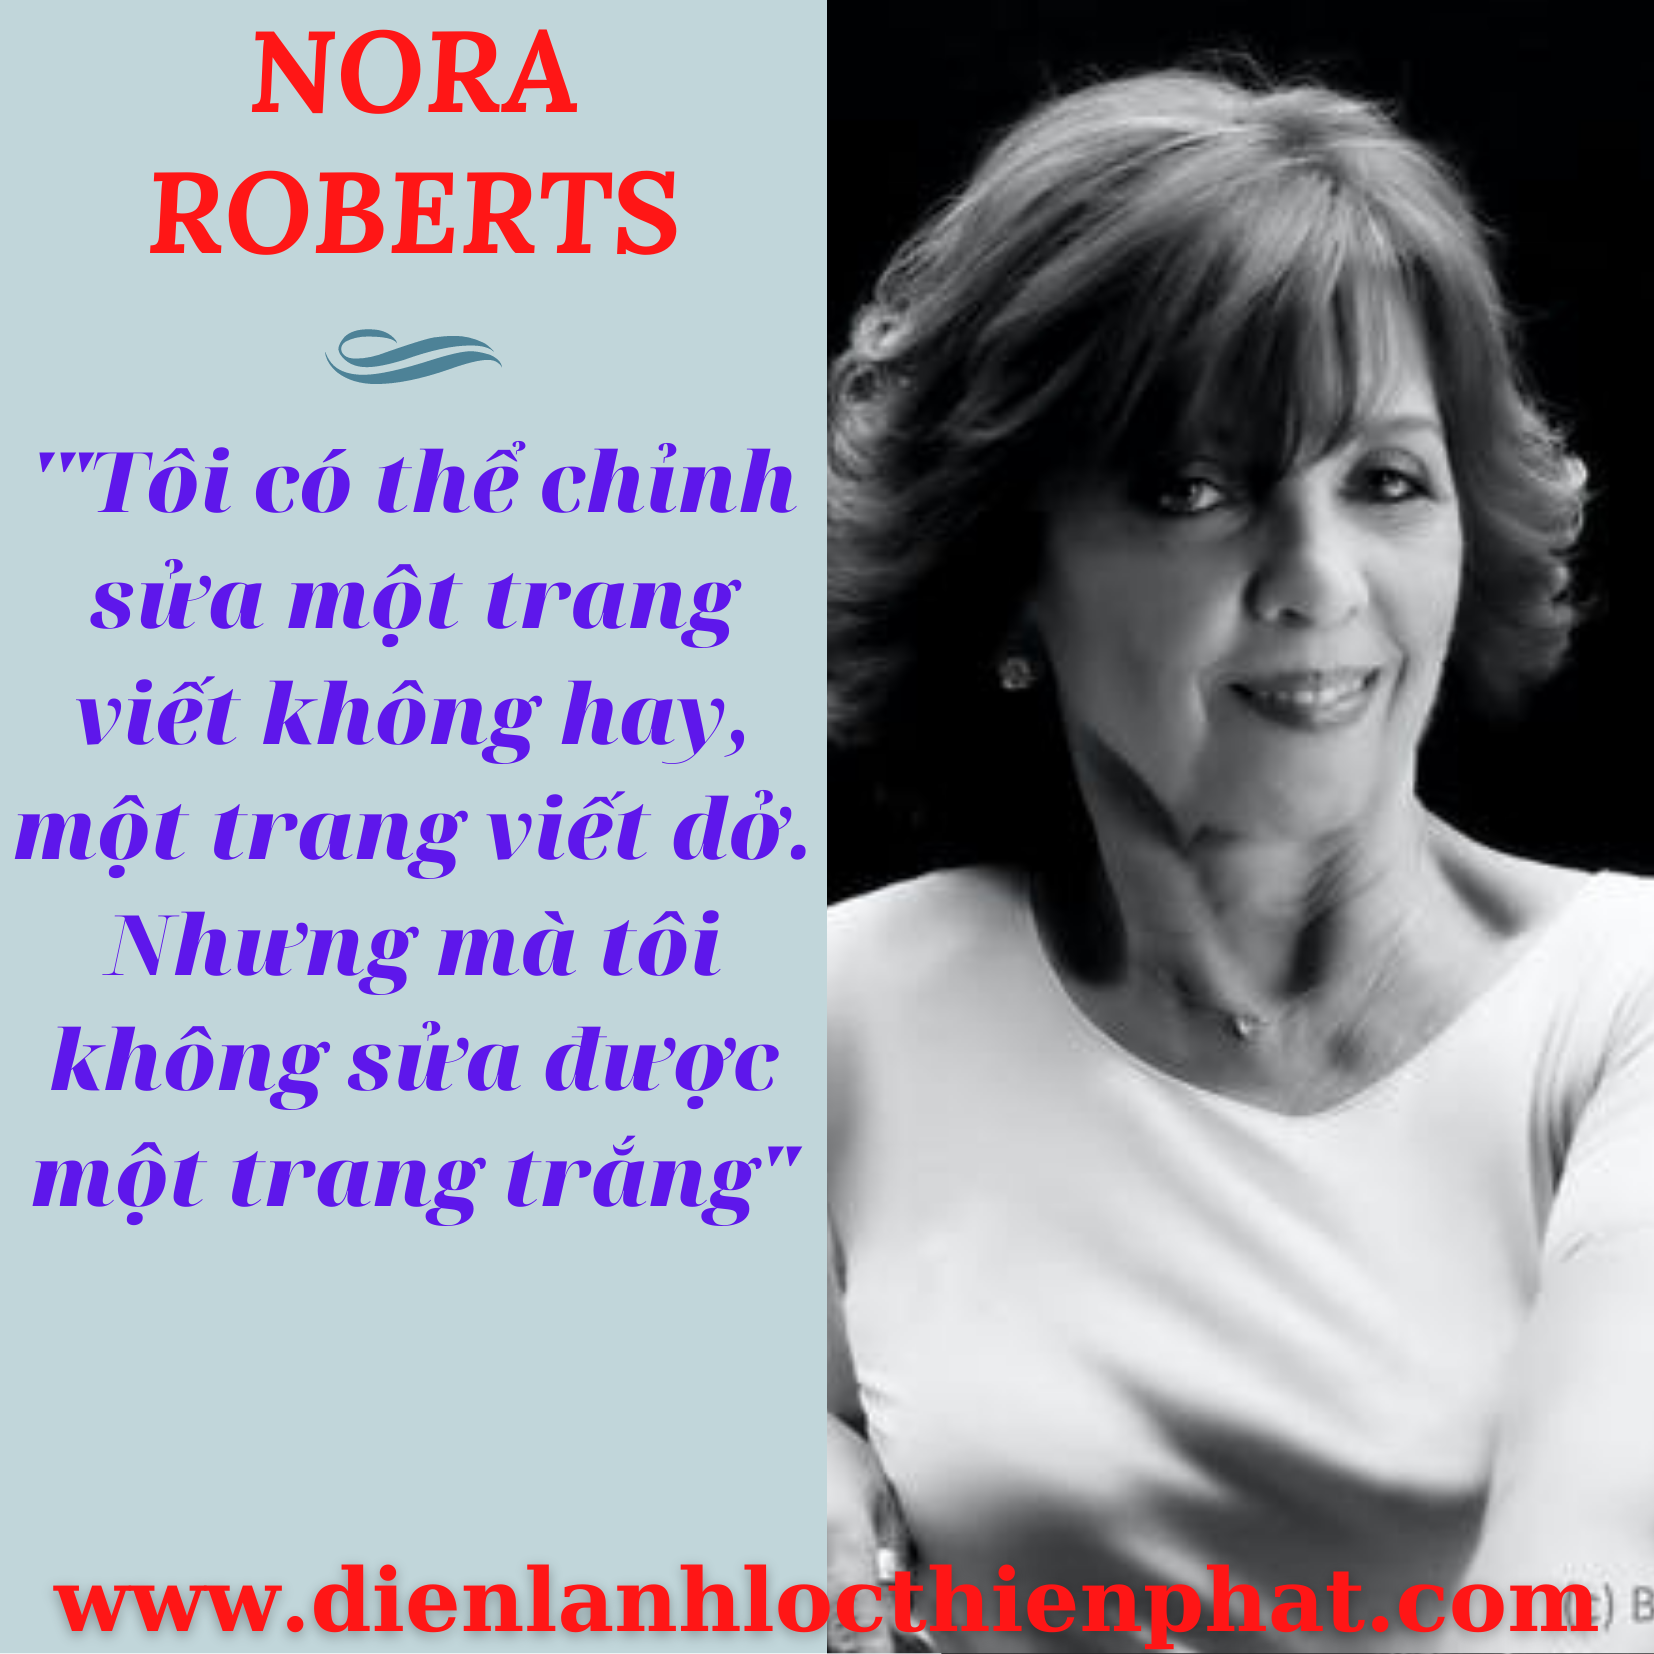 NORA
ROBERTS
"'Tôi có thể chỉnh
sửa một trang
viết không hay,
một trang viết dở.
Nhưng mà tôi
không sửa được
một trang trắng"
www.dienlanhlocthienphat.com
) B